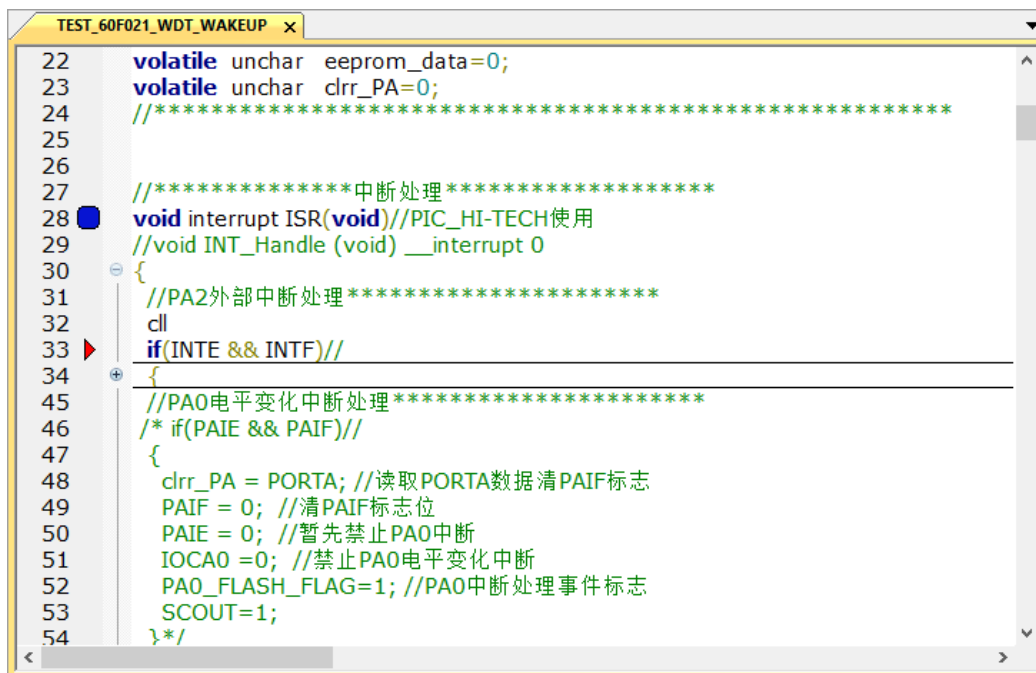 TEST_60F021_WDT_WAKEUP
22 volatile unchar eeprom_data=0;
23 volatile unchar clrr_PA=0;
24 //********************************************************
25
26
27 //**************中断处理*******************
28 void interrupt ISR(void)//PIC_HI-TECH使用
29 //void INT_Handle (void) __interrupt 0
30 {
31 //PA2外部中断处理**********************
32 cll
33 if(INTE && INTF)//
34 {
45 //PA0电平变化中断处理**********************
46 /* if(PAIE && PAIF)//
47 {
48 clrr_PA = PORTA; //读取PORTA数据清PAIF标志
49 PAIF = 0; //清PAIF标志位
50 PAIE = 0; //暂先禁止PA0中断
51 IOCA0 =0; //禁止PA0电平变化中断
52 PA0_FLASH_FLAG=1; //PA0中断处理事件标志
53 SCOUT=1;
54 }*/